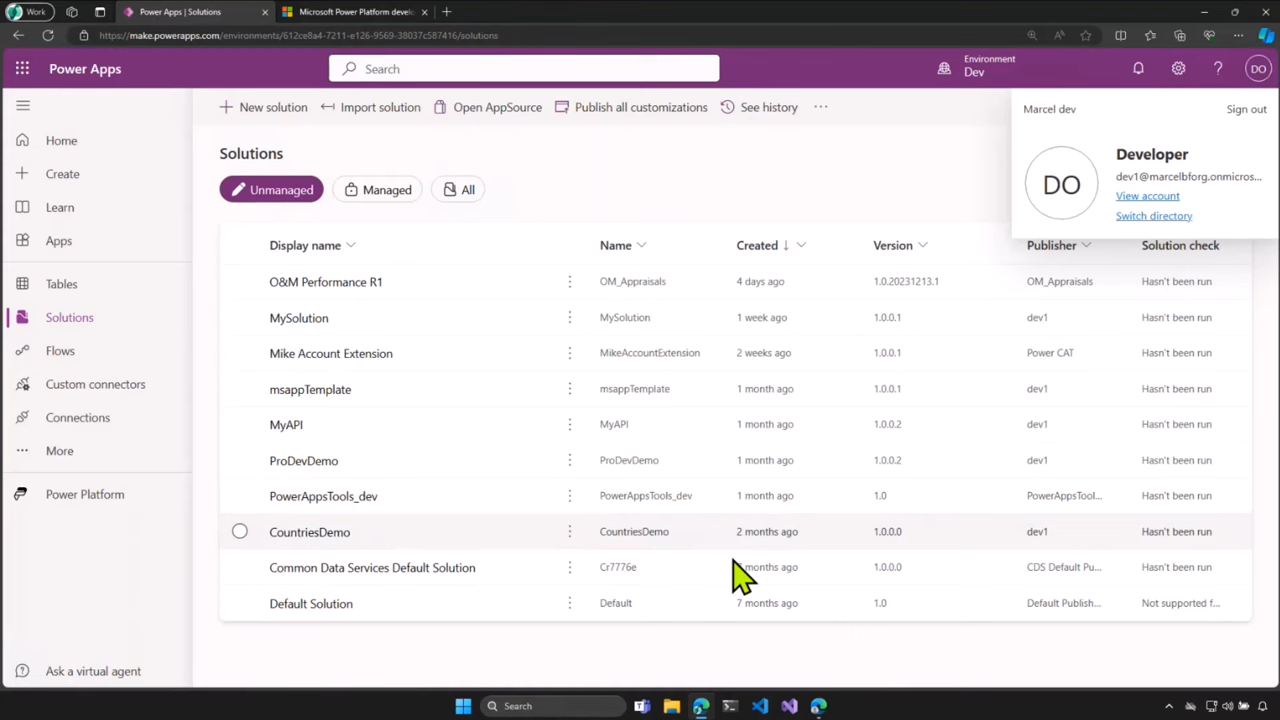 Work
Power Apps | Solutions
Microsoft Power Platform develo
https://make.powerapps.com/environments/612ce8a4-7211-e126-9569-38037c587416/solutions
Power Apps
Search
Environment
Dev
DO
New solution
Import solution
Open AppSource
Publish all customizations
See history
Marcel dev
Sign out
DO
Developer
dev1@marcelbforg.onmicros...
View account
Switch directory
Home
Create
Learn
Apps
Tables
Solutions
Flows
Custom connectors
Connections
More
Power Platform
Ask a virtual agent
Solutions
Unmanaged
Managed
All
Display name Name Created Version Publisher Solution check
O&M Performance R1 OM_Appraisals 4 days ago 1.0.20231213.1 OM_Appraisals Hasn't been run
MySolution MySolution 1 week ago 1.0.0.1 dev1 Hasn't been run
Mike Account Extension MikeAccountExtension 2 weeks ago 1.0.0.1 Power CAT Hasn't been run
msappTemplate msappTemplate 1 month ago 1.0.0.1 dev1 Hasn't been run
MyAPI MyAPI 1 month ago 1.0.0.2 dev1 Hasn't been run
ProDevDemo ProDevDemo 1 month ago 1.0.0.2 dev1 Hasn't been run
PowerAppsTools_dev PowerAppsTools_dev 1 month ago 1.0 PowerAppsTool... Hasn't been run
CountriesDemo CountriesDemo 2 months ago 1.0.0.0 dev1 Hasn't been run
Common Data Services Default Solution Cr7776e months ago 1.0.0.0 CDS Default Pu... Hasn't been run
Default Solution Default 7 months ago 1.0 Default Publish... Not supported f...
Search